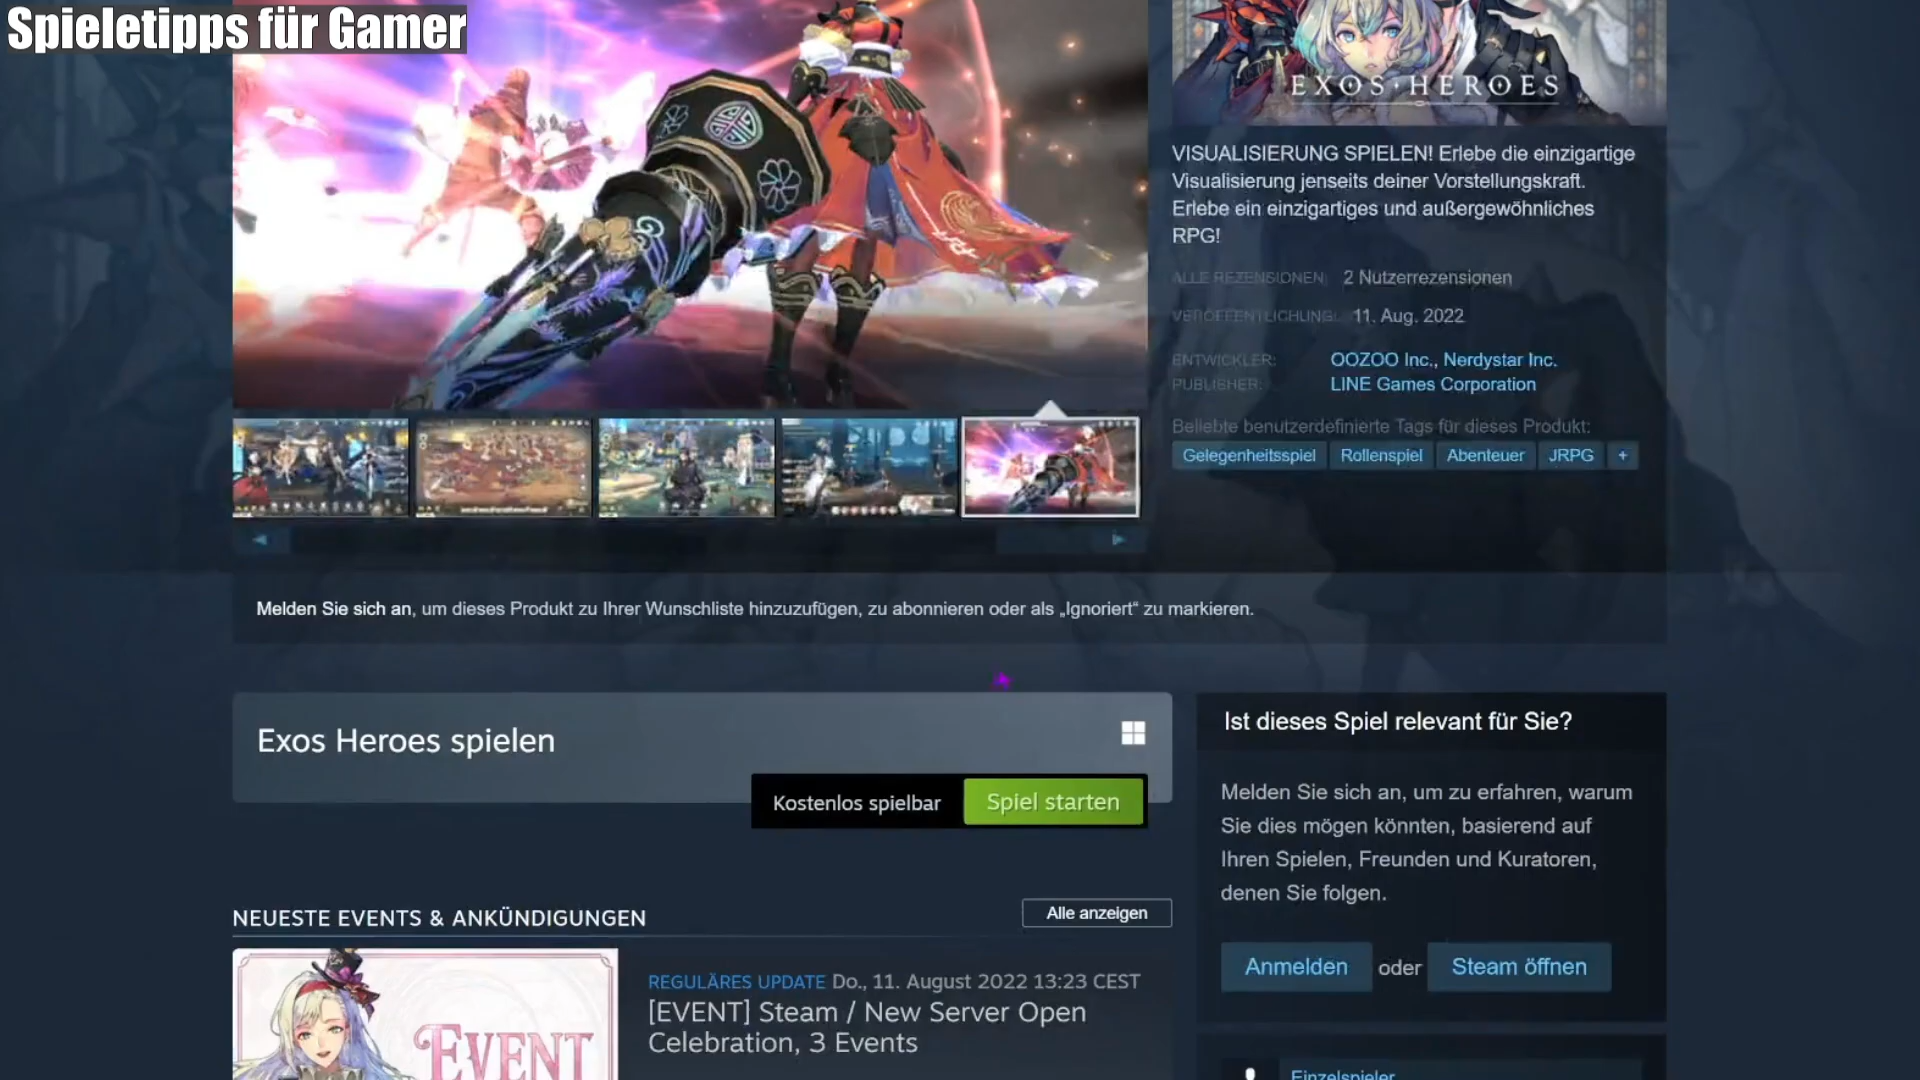 Spieletipps für Gamer
EXOS HEROES
VISUALISIERUNG SPIELEN! Erlebe die einzigartige
Visualisierung jenseits deiner Vorstellungskraft.
Erlebe ein einzigartiges und außergewöhnliches
RPG!
ALLE REZENSIONEN: 2 Nutzerrezensionen
VERÖFFENTLICHUNG: 11. Aug. 2022
ENTWICKLER: OOZOO Inc., Nerdystar Inc.
PUBLISHER: LINE Games Corporation
Beliebte benutzerdefinierte Tags für dieses Produkt:
Gelegenheitsspiel Rollenspiel Abenteuer JRPG +
Melden Sie sich an, um dieses Produkt zu Ihrer Wunschliste hinzuzufügen, zu abonnieren oder als „Ignoriert“ zu markieren.
Exos Heroes spielen
Kostenlos spielbar Spiel starten
Ist dieses Spiel relevant für Sie?
Melden Sie sich an, um zu erfahren, warum
Sie dies mögen könnten, basierend auf
Ihren Spielen, Freunden und Kuratoren,
denen Sie folgen.
Anmelden oder Steam öffnen
NEUESTE EVENTS & ANKÜNDIGUNGEN Alle anzeigen
EVENT
REGULÄRES UPDATE Do., 11. August 2022 13:23 CEST
[EVENT] Steam / New Server Open
Celebration, 3 Events
Einzelspieler